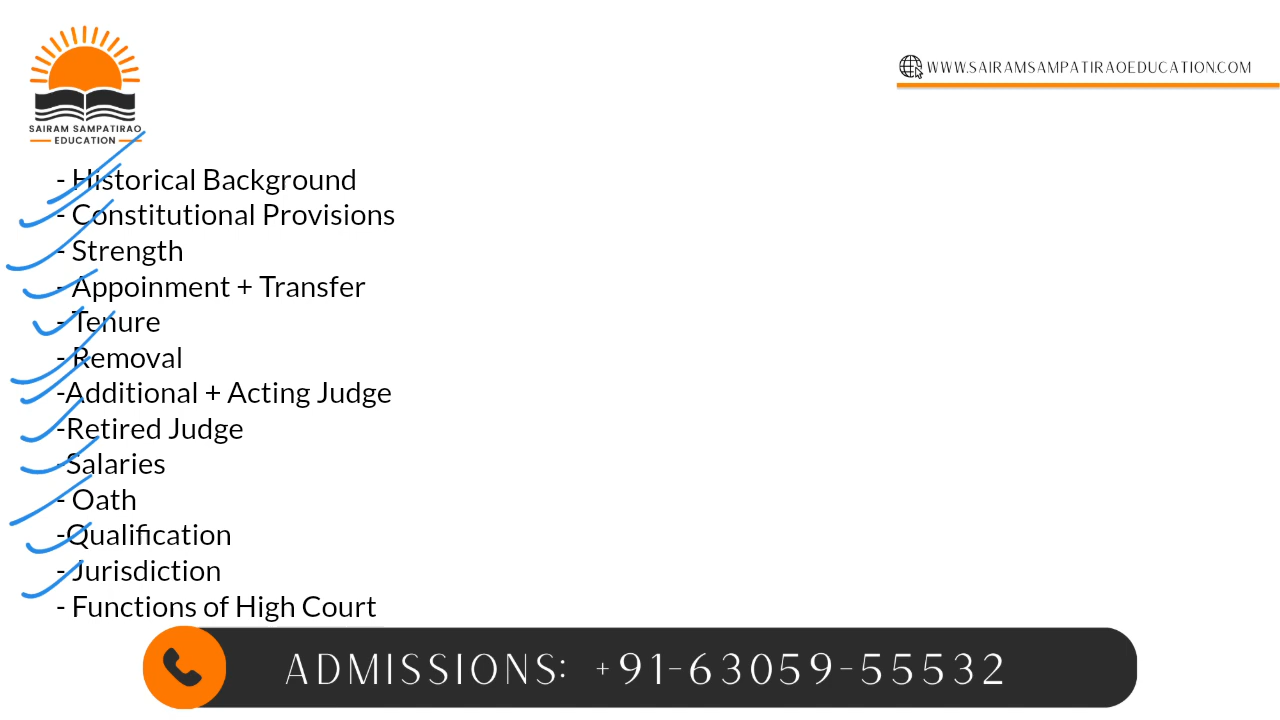 WWW.SAIRAMSAMPATIRAOEDUCATION.COM
SAIRAM SAMPATIRAO
EDUCATION
- Historical Background
- Constitutional Provisions
- Strength
- Appoinment + Transfer
- Tenure
- Removal
-Additional + Acting Judge
-Retired Judge
-Salaries
- Oath
-Qualification
- Jurisdiction
- Functions of High Court
ADMISSIONS: +91-63059-55532